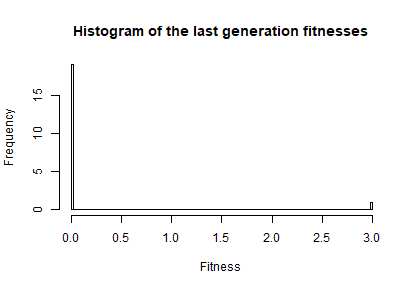 Histogram of the last generation fitnesses
Frequency
15
10
5
0
0.0 0.5 1.0 1.5 2.0 2.5 3.0
Fitness